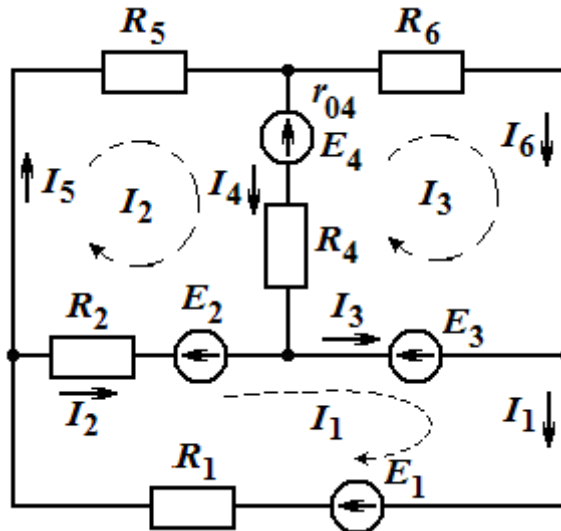 R5 R6
r04
E4
I5 I2 I4 I3 I6
R4
R2 E2 I3 E3
I2 I1 I1
R1 E1